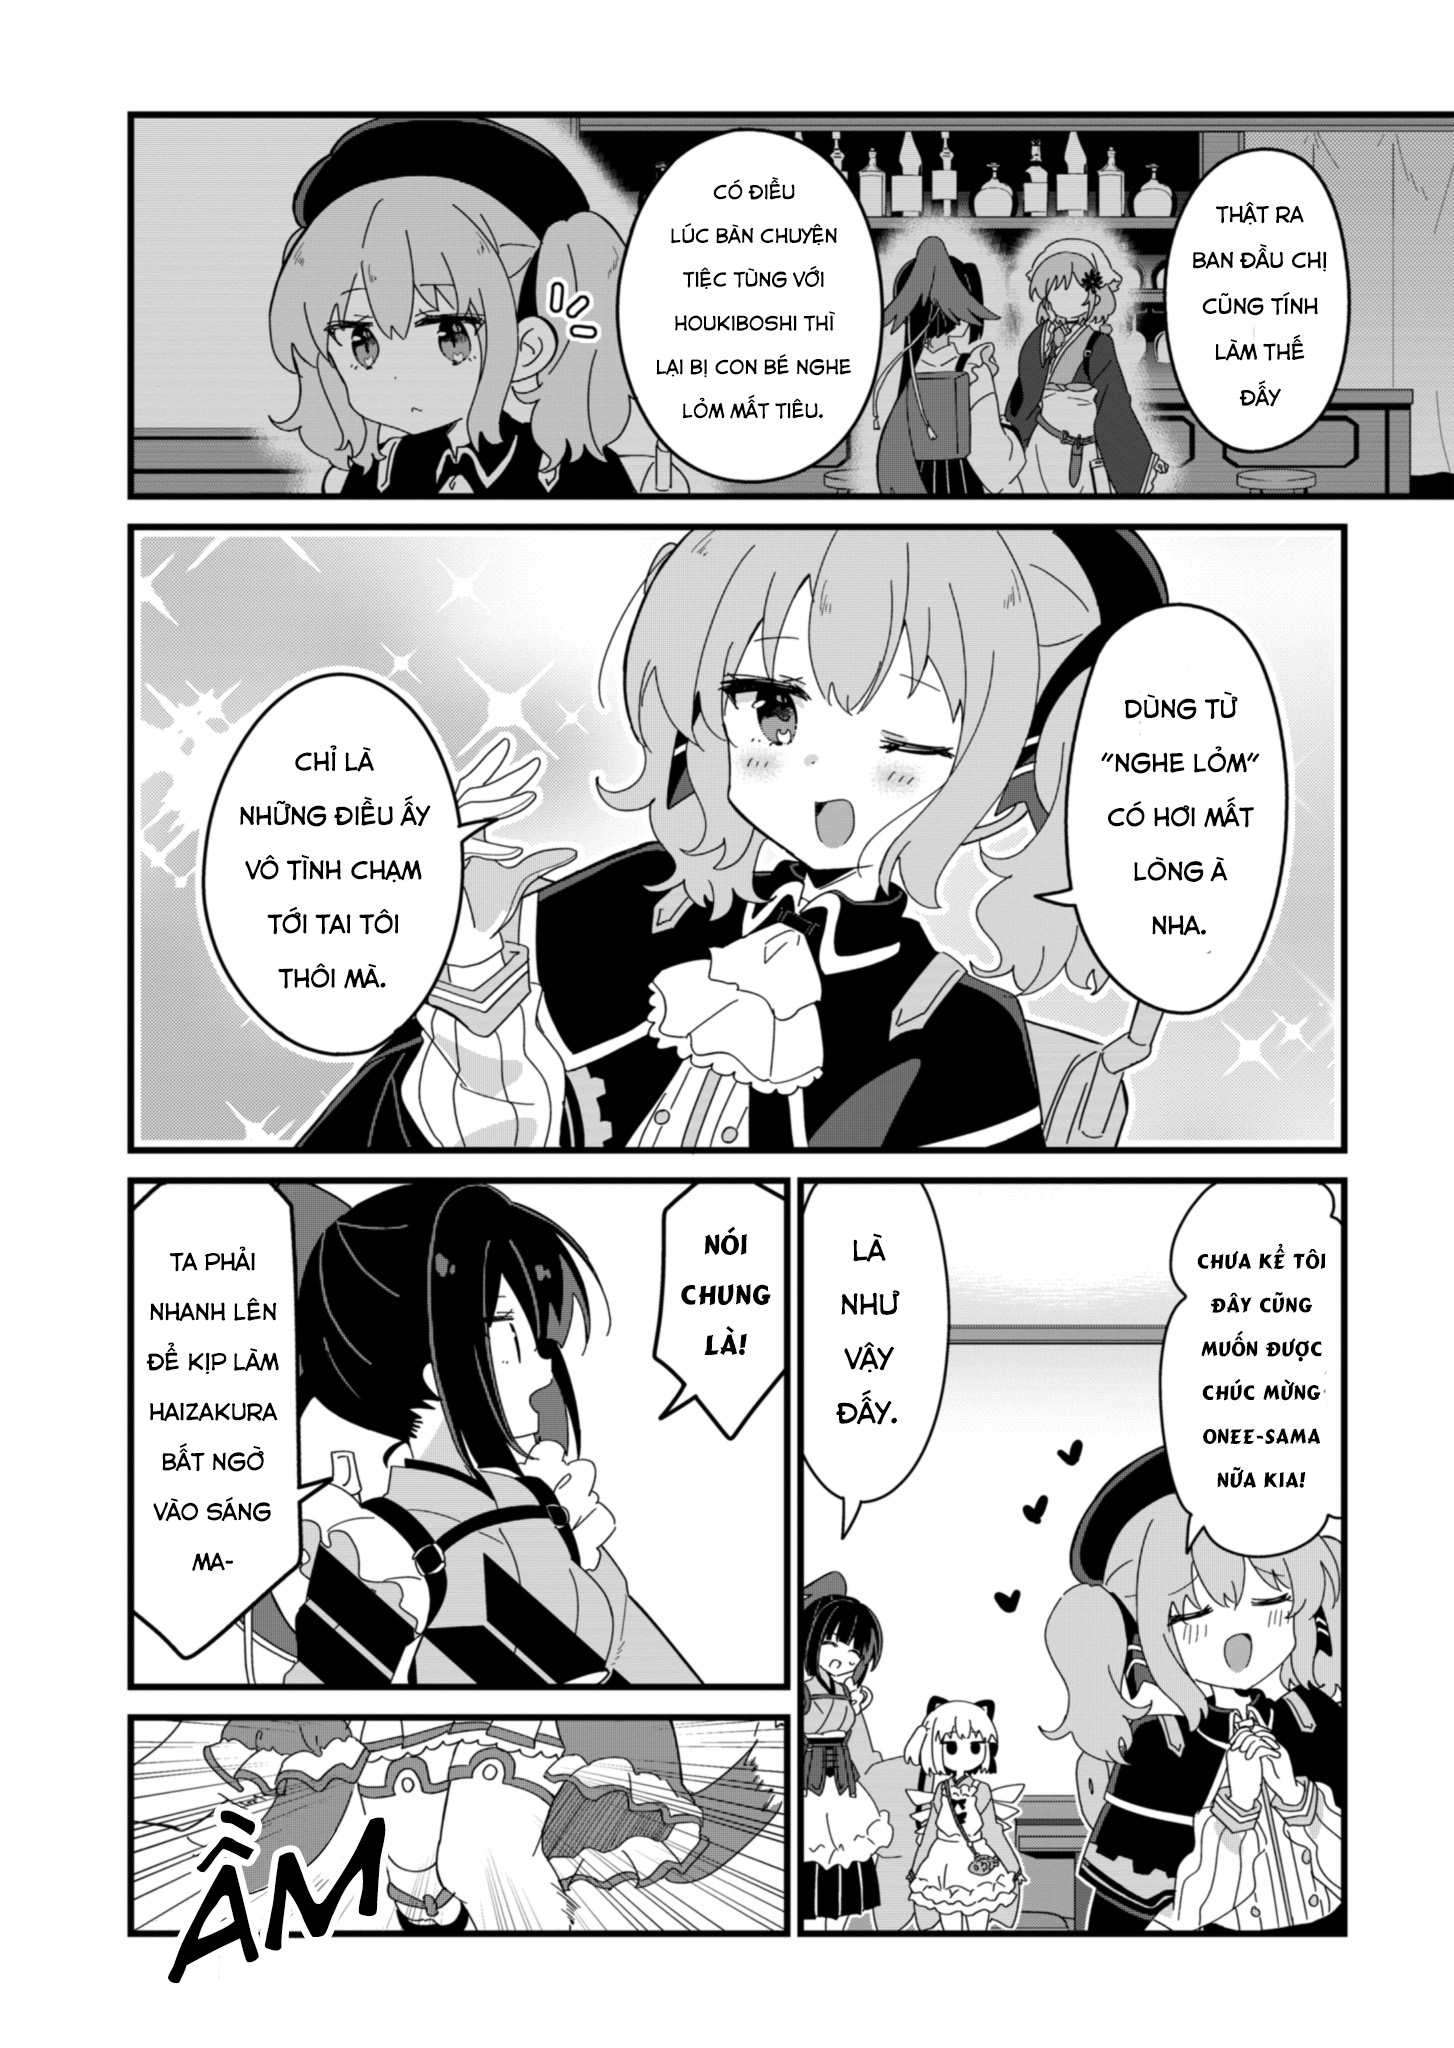 THẬT RA
BAN ĐẦU CHỊ
CŨNG TÍNH
LÀM THẾ
ĐẤY
CÓ ĐIỀU
LÚC BÀN CHUYỆN
TIỆC TÙNG VỚI
HOUKIBOSHI THÌ
LẠI BỊ CON BÉ NGHE
LỎM MẤT TIÊU.
DÙNG TỪ
“NGHE LỎM”
CÓ HƠI MẤT
LÒNG À
NHA.
CHỈ LÀ
NHỮNG ĐIỀU ẤY
VÔ TÌNH CHẠM
TỚI TAI TÔI
THÔI MÀ.
CHƯA KỂ TÔI
ĐÂY CŨNG
MUỐN ĐƯỢC
CHÚC MỪNG
ONEE-SAMA
NỮA KIA!
LÀ
NHƯ
VẬY
ĐẤY.
NÓI
CHUNG
LÀ!
TA PHẢI
NHANH LÊN
ĐỂ KỊP LÀM
HAIZAKURA
BẤT NGỜ
VÀO SÁNG
MA-
ẦM